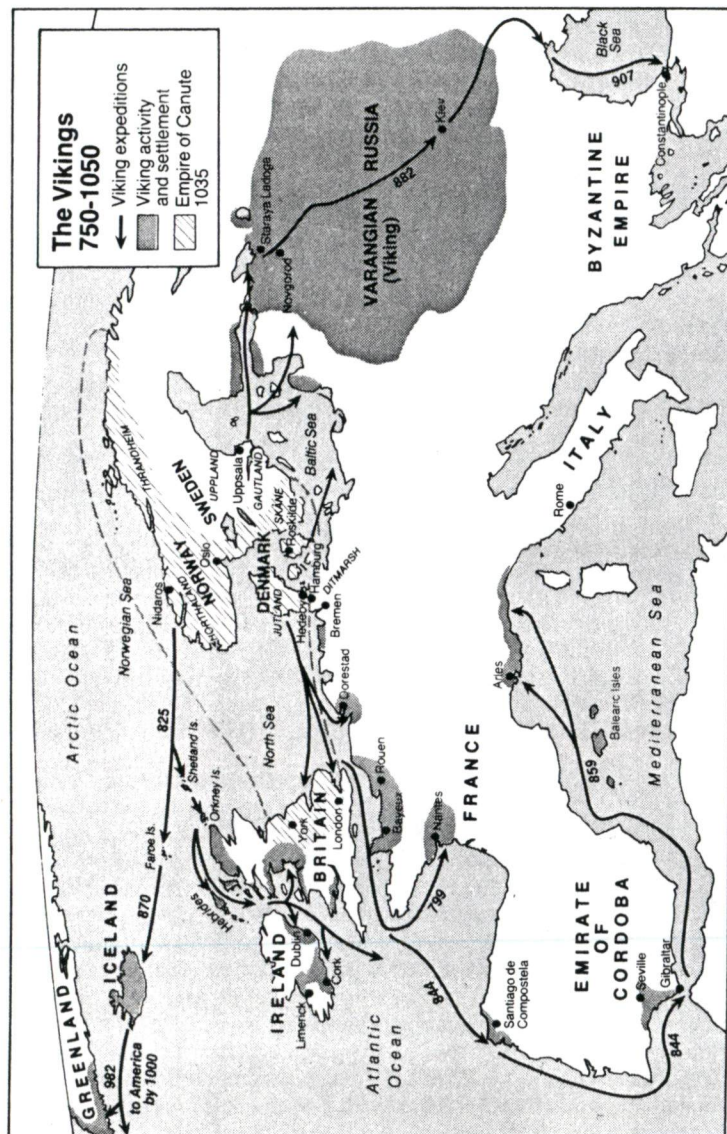 The Vikings
750-1050
Viking expeditions
Viking activity
and settlement
Empire of Canute
1035
Arctic Ocean
GREENLAND
982
to America
by 1000
ICELAND
870
Faroe Is.
825
Norwegian Sea
Nidaros
TRRANDHEIM
NORTHALAND
NORWAY
Oslo
SWEDEN
UPPLAND
Uppsala
GAUTLAND
SKÅNE
Roskilde
DENMARK
JUTLAND
Hedeby
Hamburg
DITMARSH
Bremen
Baltic Sea
Staraya Ladoga
Novgorod
VARANGIAN RUSSIA
(Viking)
882
Kiev
Black
Sea
907
Constantinople
BYZANTINE
EMPIRE
Shetland Is.
Orkney Is.
Hebrides
North Sea
York
BRITAIN
London
IRELAND
Dublin
Limerick
Cork
Dorestad
Rouen
Bayeux
Nantes
FRANCE
799
Atlantic
Ocean
844
Santiago de
Compostela
EMIRATE
OF
CORDOBA
Seville
Gibraltar
844
859
Balearic Isles
Arles
Mediterranean Sea
Rome
ITALY